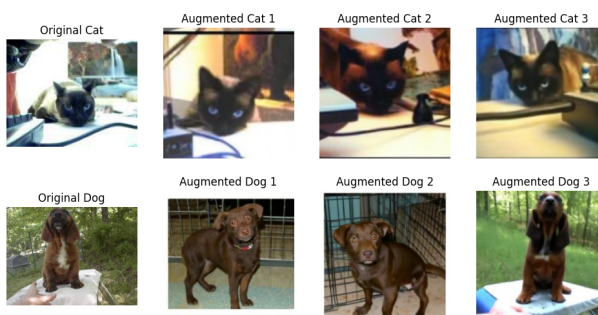 Original Cat
Augmented Cat 1
Augmented Cat 2
Augmented Cat 3
Original Dog
Augmented Dog 1
Augmented Dog 2
Augmented Dog 3